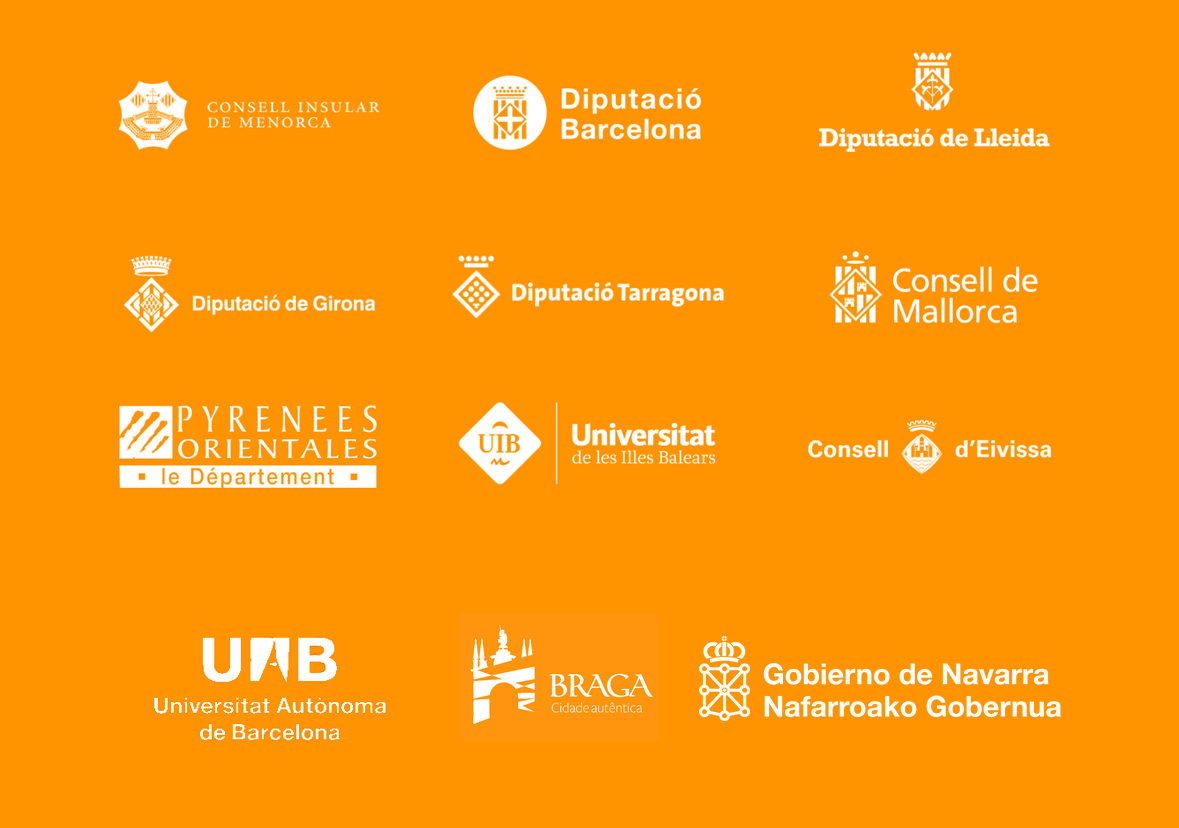 CONSELL INSULAR
DE MENORCA
Diputació
Barcelona
Diputació de Lleida
Diputació de Girona
Diputació Tarragona
Consell de
Mallorca
PYRENEES
ORIENTALES
le Département
UIB
Universitat
de les Illes Balears
Consell d'Eivissa
UAB
Universitat Autònoma
de Barcelona
BRAGA
Cidade autêntica
Gobierno de Navarra
Nafarroako Gobernua